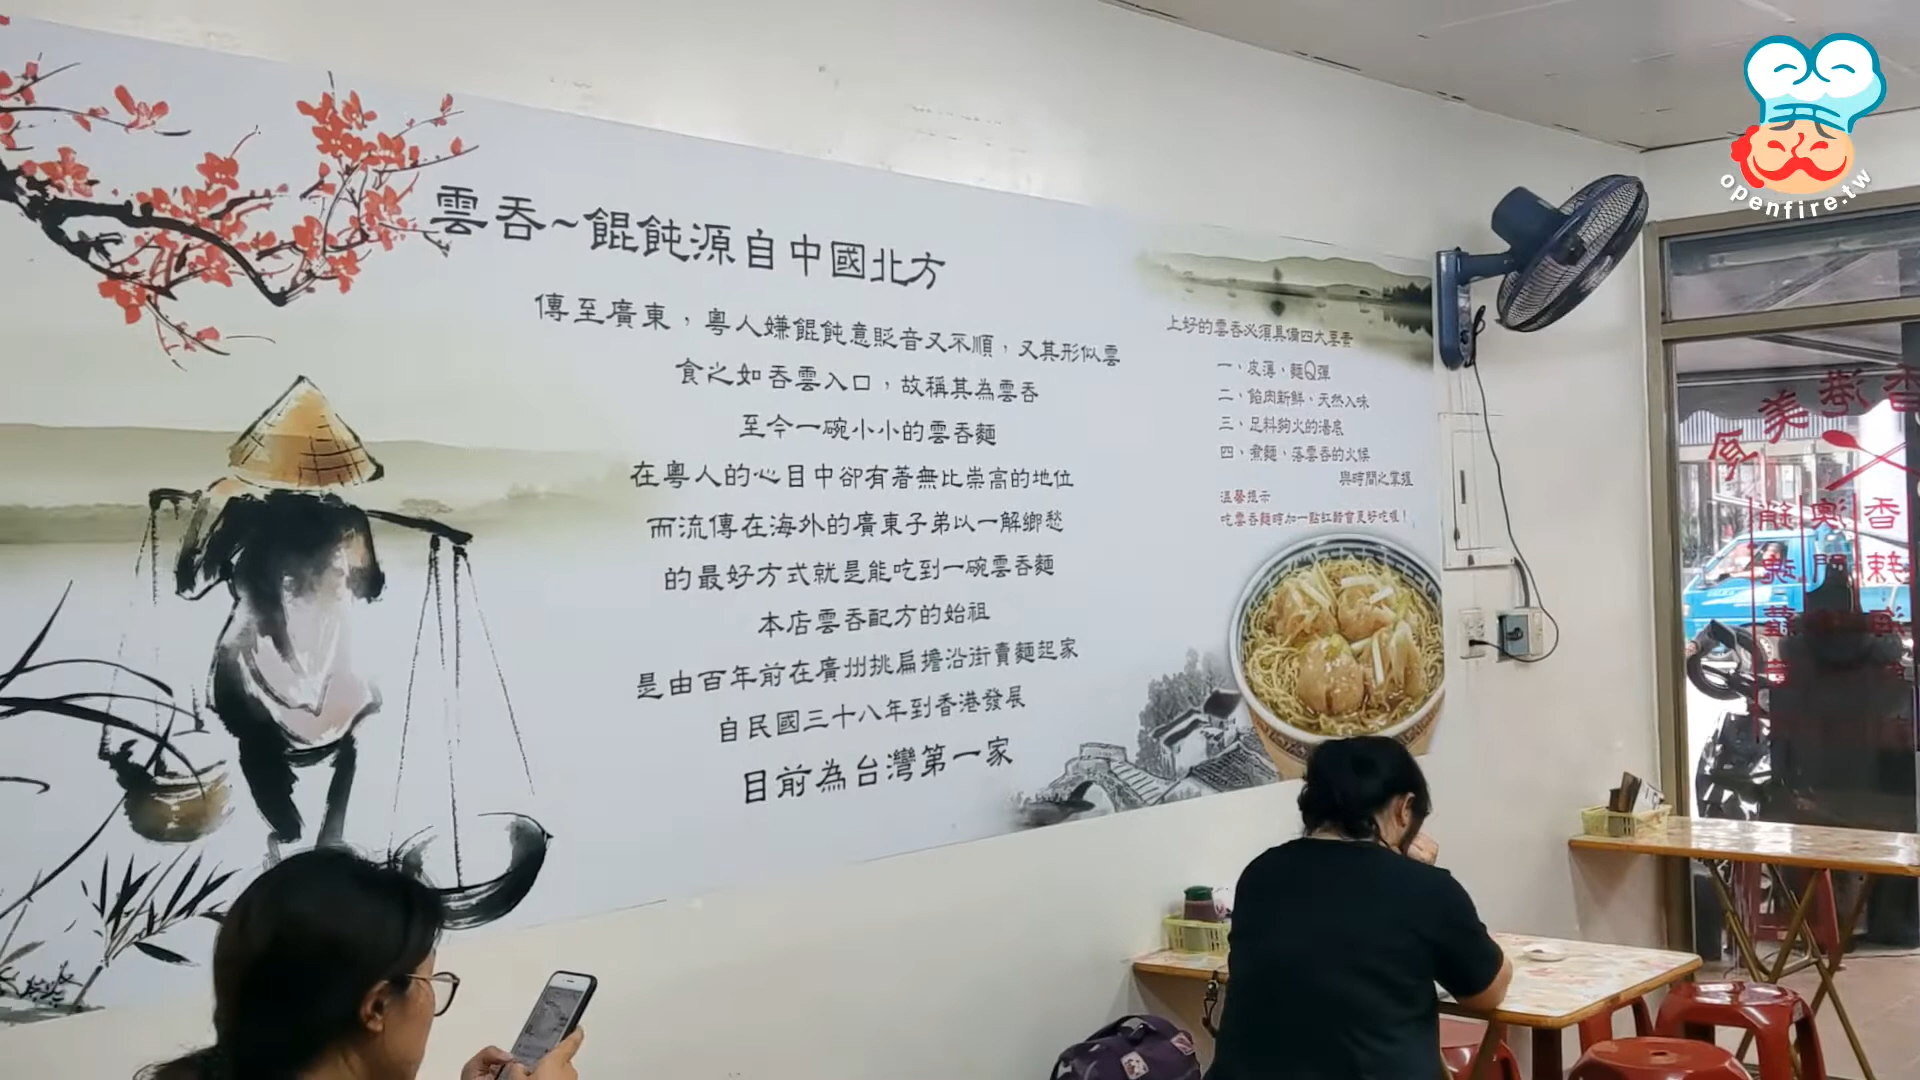 雲吞~餛飩源自中國北方
傳至廣東，粵人嫌餛飩意貶音又不順，又其形似雲
食之如吞雲入口，故稱其為雲吞
至今一碗小小的雲吞麵
在粵人的心目中卻有著無比崇高的地位
而流傳在海外的廣東子弟以一解鄉愁
的最好方式就是能吃到一碗雲吞麵
本店雲吞配方的始祖
是由百年前在廣州挑扁擔沿街賣麵起家
自民國三十八年到香港發展
目前為台灣第一家
上好的雲吞必須具備四大要素
一、皮薄、麵Q彈
二、餡肉新鮮、天然入味
三、足料夠火的湯底
四、煮麵、落雲吞的火候
與時間之掌握
溫馨提示
吃雲吞麵時加一點紅醋會更好吃喔！
openfire.tw
香港美
澳門